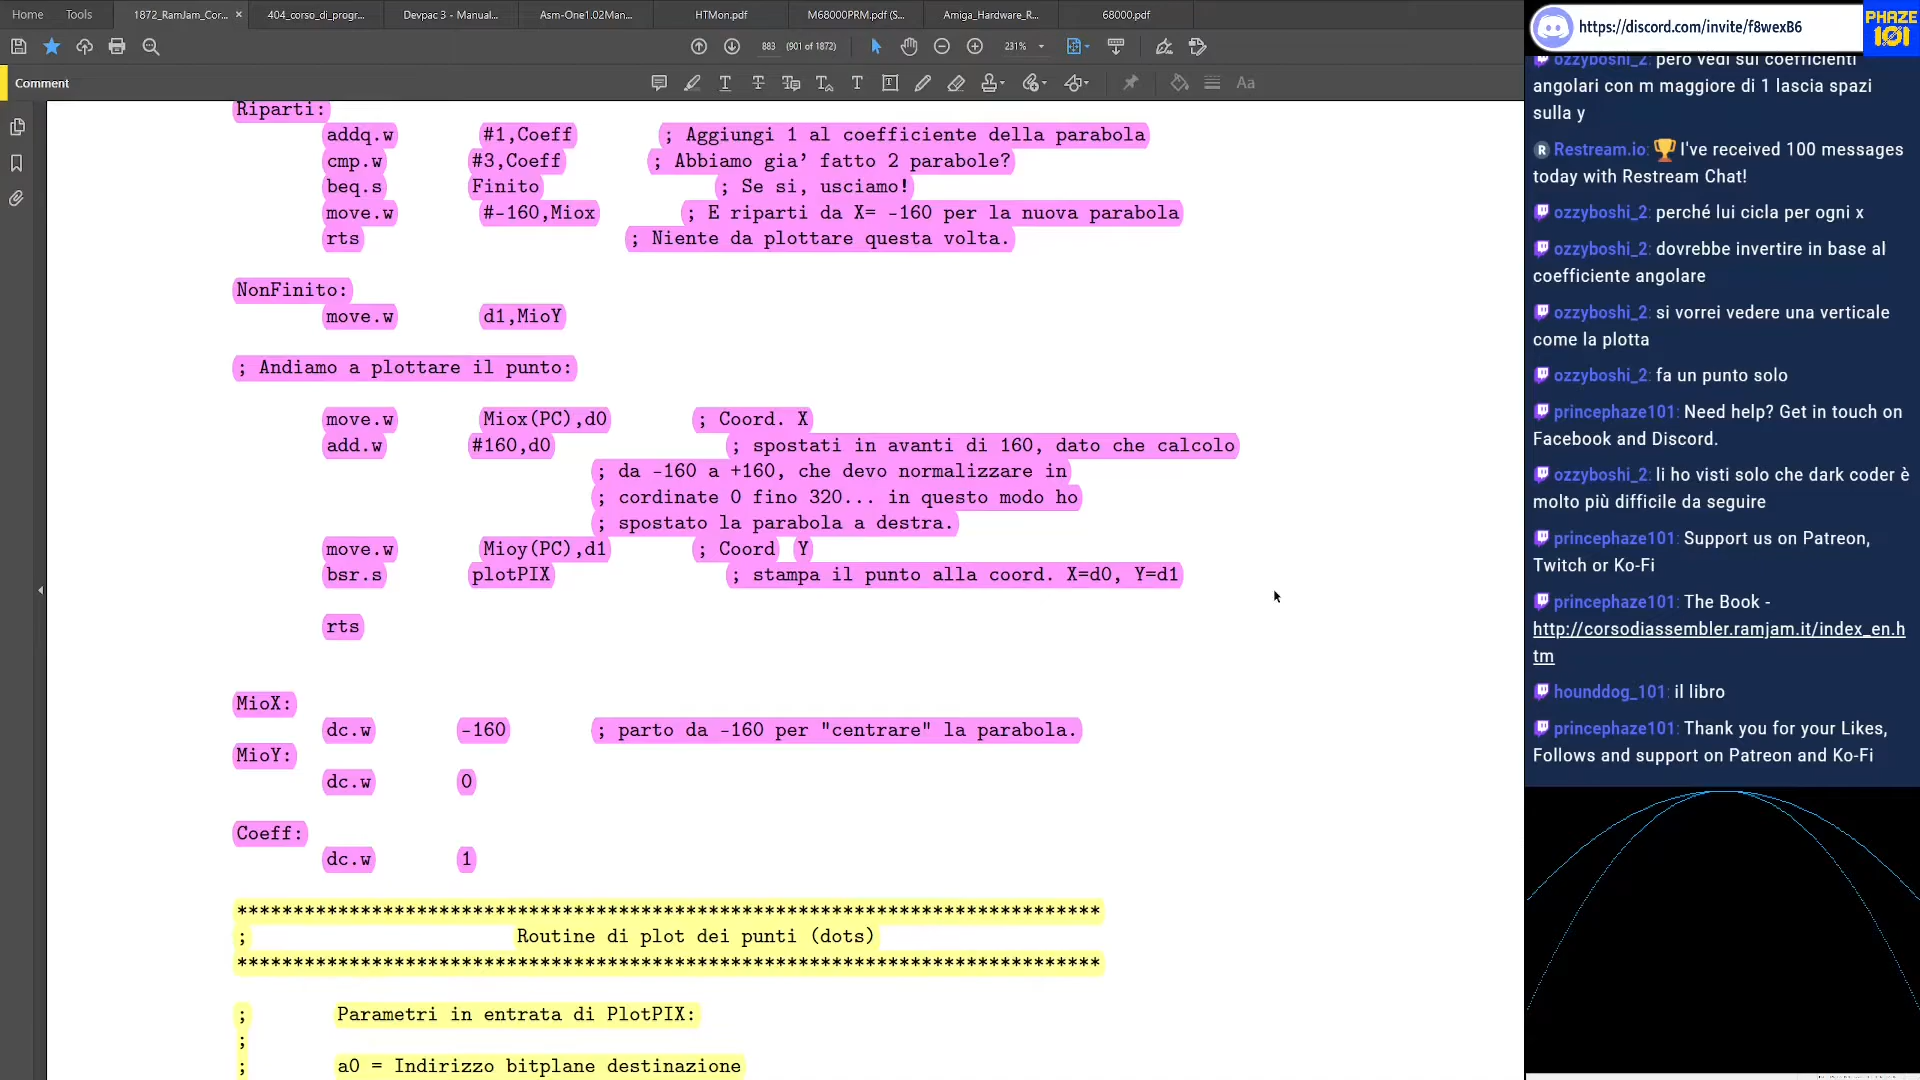 Home Tools 1872_RamJam_Cor... × 404_corso_di_progr... Devpac 3 - Manual... Asm-One1.02Man... HTMon.pdf M68000PRM.pdf (S... Amiga_Hardware_R... 68000.pdf
883 (901 of 1872) 231%
Comment
Riparti:
addq.w #1,Coeff ; Aggiungi 1 al coefficiente della parabola
cmp.w #3,Coeff ; Abbiamo gia’ fatto 2 parabole?
beq.s Finito ; Se si, usciamo!
move.w #-160,Miox ; E riparti da X= -160 per la nuova parabola
rts ; Niente da plottare questa volta.
NonFinito:
move.w d1,MioY
; Andiamo a plottare il punto:
move.w Miox(PC),d0 ; Coord. X
add.w #160,d0 ; spostati in avanti di 160, dato che calcolo
; da -160 a +160, che devo normalizzare in
; cordinate 0 fino 320... in questo modo ho
; spostato la parabola a destra.
move.w Mioy(PC),d1 ; Coord Y
bsr.s plotPIX ; stampa il punto alla coord. X=d0, Y=d1
rts
MioX:
dc.w -160 ; parto da -160 per "centrare" la parabola.
MioY:
dc.w 0
Coeff:
dc.w 1
*****************************************************************************
; Routine di plot dei punti (dots)
*****************************************************************************
; Parametri in entrata di PlotPIX:
;
; a0 = Indirizzo bitplane destinazione
https://discord.com/invite/f8wexB6
PHAZE
101
ozzyboshi_2: però vedi sui coefficienti
angolari con m maggiore di 1 lascia spazi
sulla y
R Restream.io: 🏆 I've received 100 messages
today with Restream Chat!
ozzyboshi_2: perché lui cicla per ogni x
ozzyboshi_2: dovrebbe invertire in base al
coefficiente angolare
ozzyboshi_2: si vorrei vedere una verticale
come la plotta
ozzyboshi_2: fa un punto solo
princephaze101: Need help? Get in touch on
Facebook and Discord.
ozzyboshi_2: li ho visti solo che dark coder è
molto più difficile da seguire
princephaze101: Support us on Patreon,
Twitch or Ko-Fi
princephaze101: The Book -
http://corsodiassembler.ramjam.it/index_en.h
tm
hounddog_101: il libro
princephaze101: Thank you for your Likes,
Follows and support on Patreon and Ko-Fi